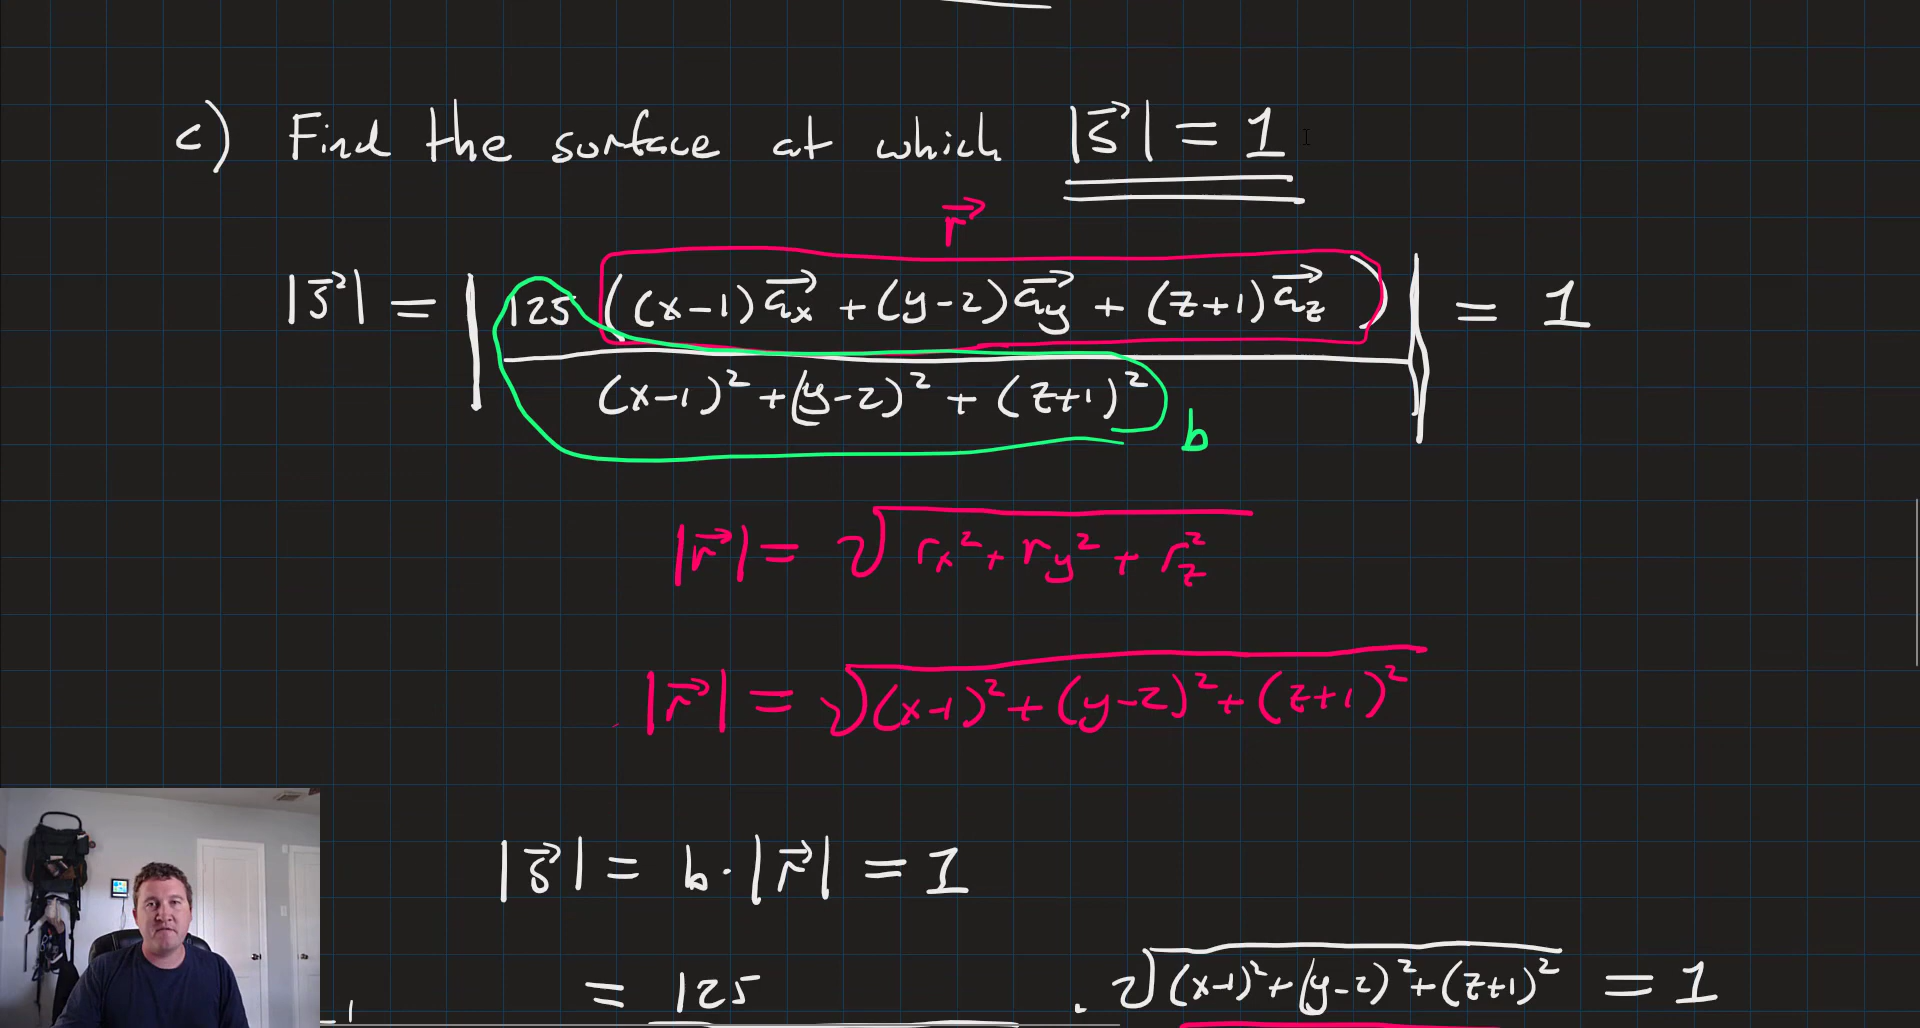 c) Find the surface at which |s⃗| = 1
r⃗
|s⃗| = | 125 ((x-1)a⃗x + (y-2)a⃗y + (z+1)a⃗z) | = 1
(x-1)² + (y-2)² + (z+1)²
b
|r⃗| = √(rx² + ry² + rz²)
|r⃗| = √((x-1)² + (y-2)² + (z+1)²)
|s⃗| = b · |r⃗| = 1
= 125 · √((x-1)² + (y-2)² + (z+1)²) = 1